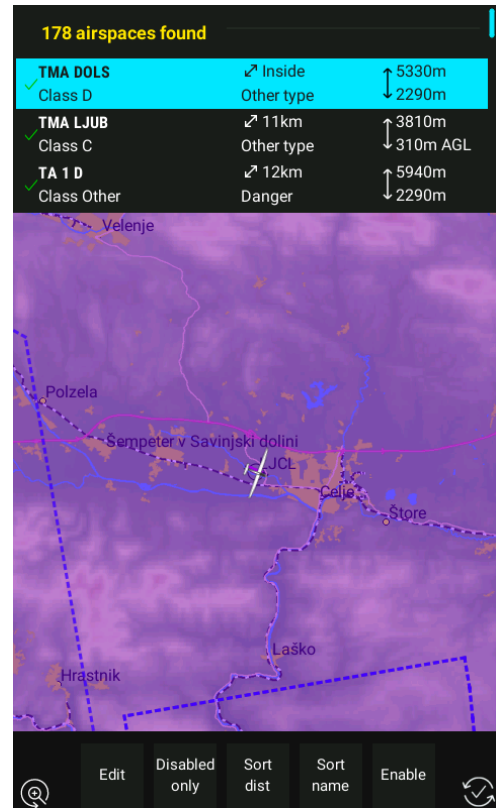 178 airspaces found
TMA DOLS Inside 5330m
Class D Other type 2290m
TMA LJUB 11km 3810m
Class C Other type 310m AGL
TA 1 D 12km 5940m
Class Other Danger 2290m
Velenje
Polzela
Šempeter v Savinjski dolini
LJCL
Celje
Štore
Laško
Hrastnik
Edit
Disabled only
Sort dist
Sort name
Enable